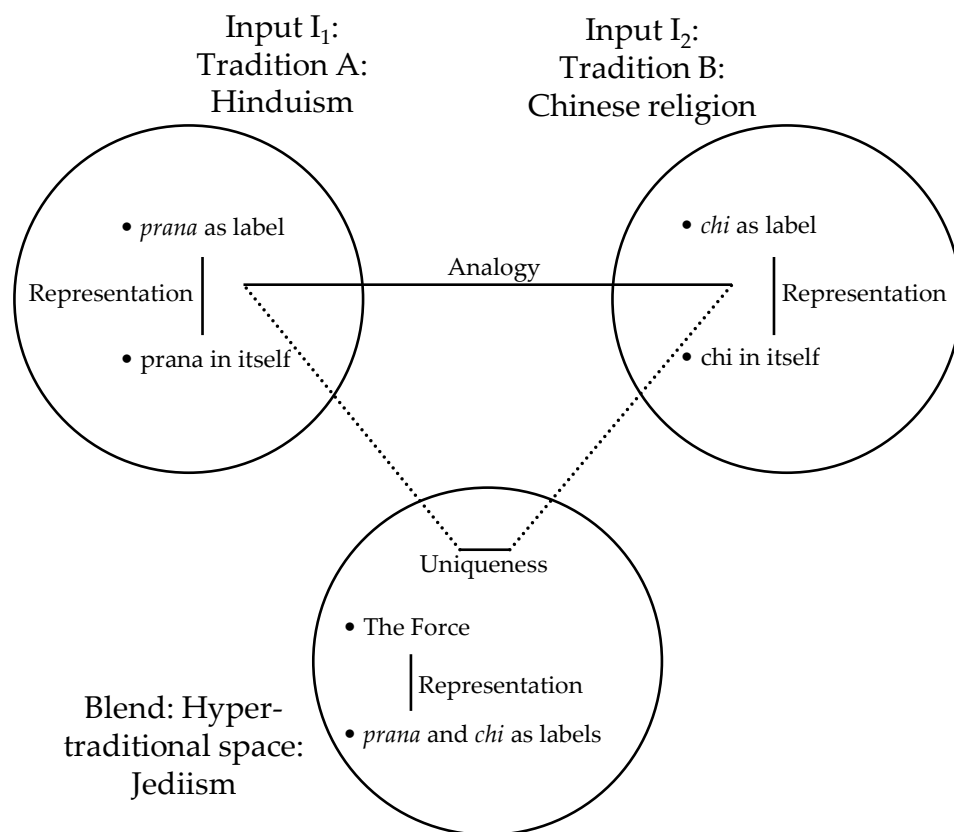 Input I₁:
Tradition A:
Hinduism
Input I₂:
Tradition B:
Chinese religion
• prana as label
Representation
• prana in itself
Analogy
• chi as label
Representation
• chi in itself
Uniqueness
• The Force
Representation
• prana and chi as labels
Blend: Hyper-
traditional space:
Jediism